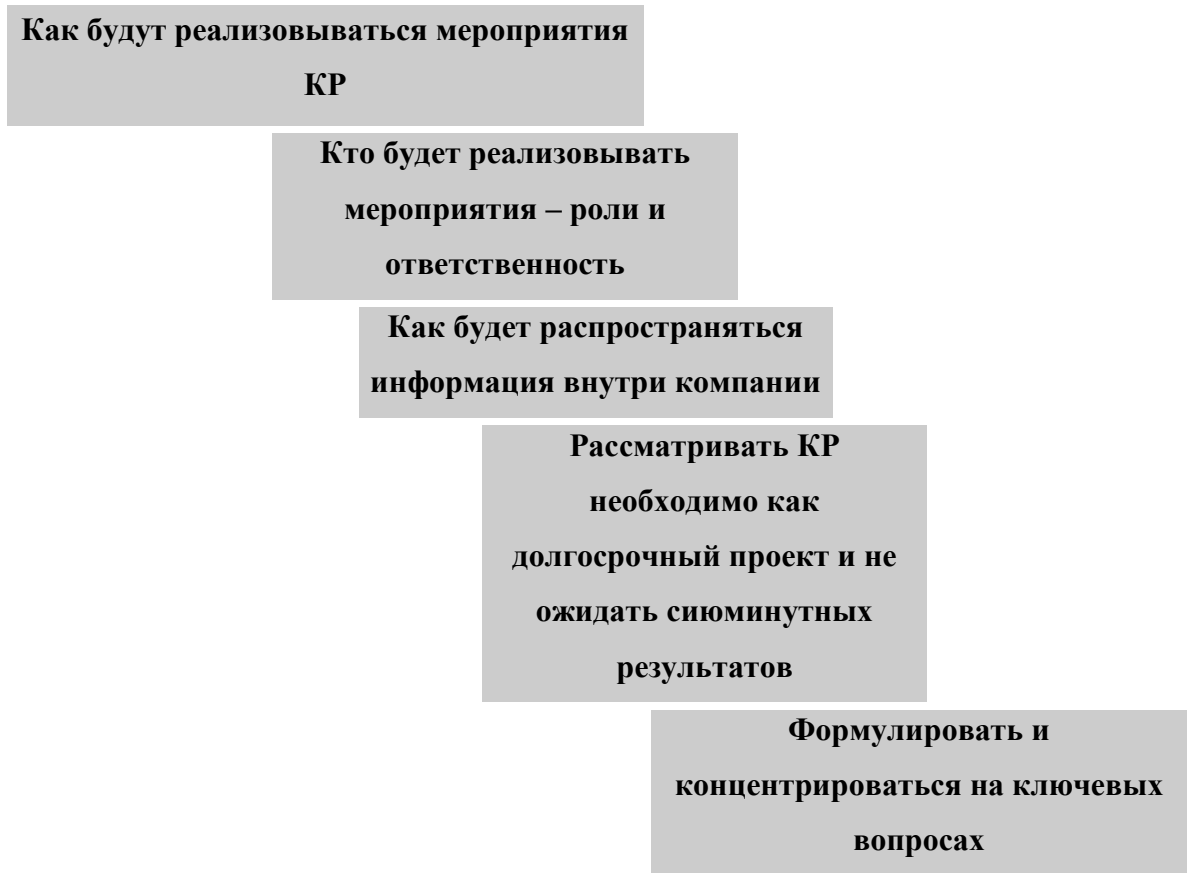 Как будут реализовываться мероприятия
КР
Кто будет реализовывать
мероприятия – роли и
ответственность
Как будет распространяться
информация внутри компании
Рассматривать КР
необходимо как
долгосрочный проект и не
ожидать сиюминутных
результатов
Формулировать и
концентрироваться на ключевых
вопросах